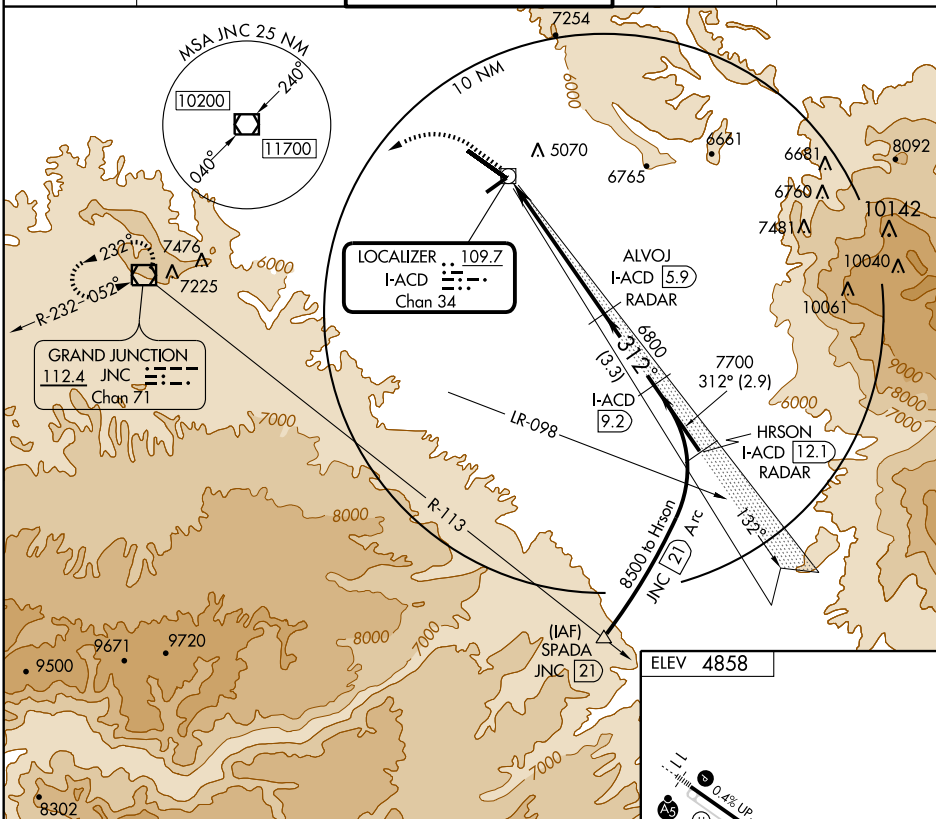 MSA JNC 25 NM
240°
10200
11700
040°
7254
10 NM
6000
5070
6765
6681
8092
6760
7481
10142
10040
10061
9000
8000
6000
7000
LOCALIZER 109.7
I-ACD
Chan 34
ALVOJ
I-ACD 5.9
RADAR
6800
312°
(3.3)
7700
312° (2.9)
I-ACD
9.2
HRSON
I-ACD 12.1
RADAR
LR-098
132°
232°
7476
7225
6000
R-232
052°
GRAND JUNCTION
112.4 JNC
Chan 71
7000
R-113
8000
8500 to Hrson
JNC 21 Arc
(IAF)
SPADA
JNC 21
8000
7000
9671
9720
9500
7000
8302
ELEV 4858
P
0.4% UP
A5